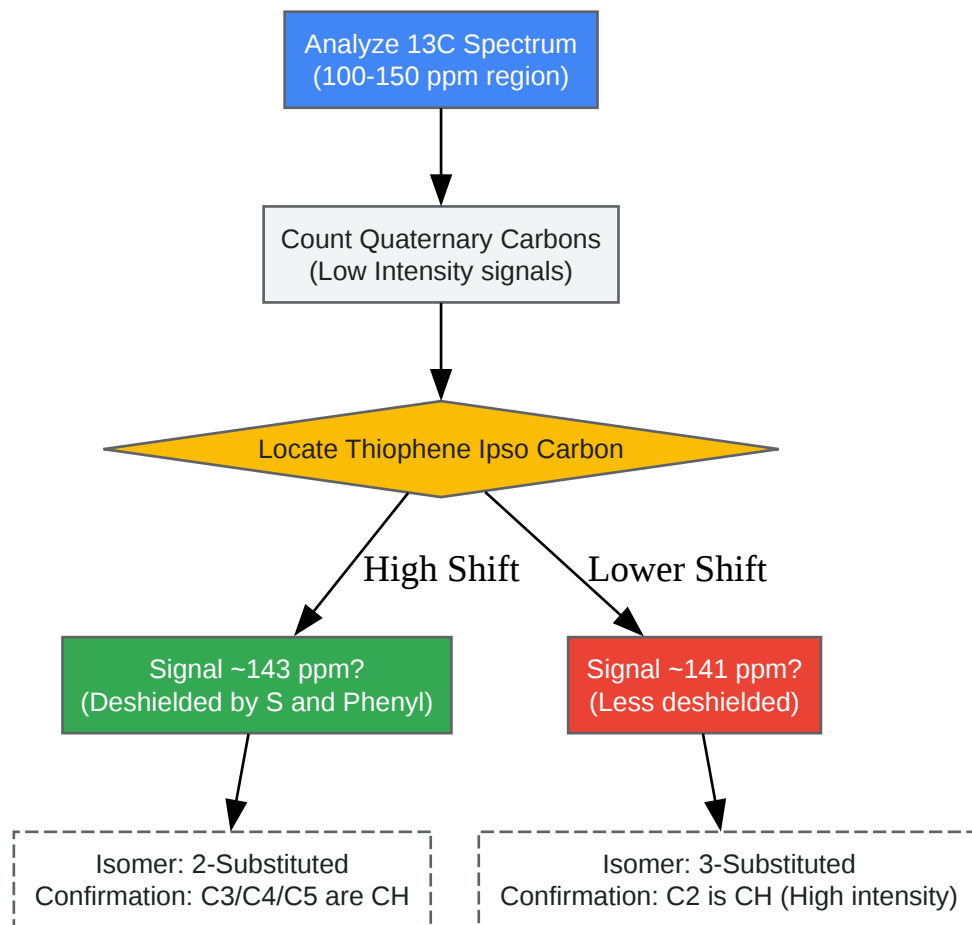 Analyze 13C Spectrum
(100-150 ppm region)
Count Quaternary Carbons
(Low Intensity signals)
Locate Thiophene Ipso Carbon
High Shift
Lower Shift
Signal ~143 ppm?
(Deshielded by S and Phenyl)
Signal ~141 ppm?
(Less deshielded)
Isomer: 2-Substituted
Confirmation: C3/C4/C5 are CH
Isomer: 3-Substituted
Confirmation: C2 is CH (High intensity)